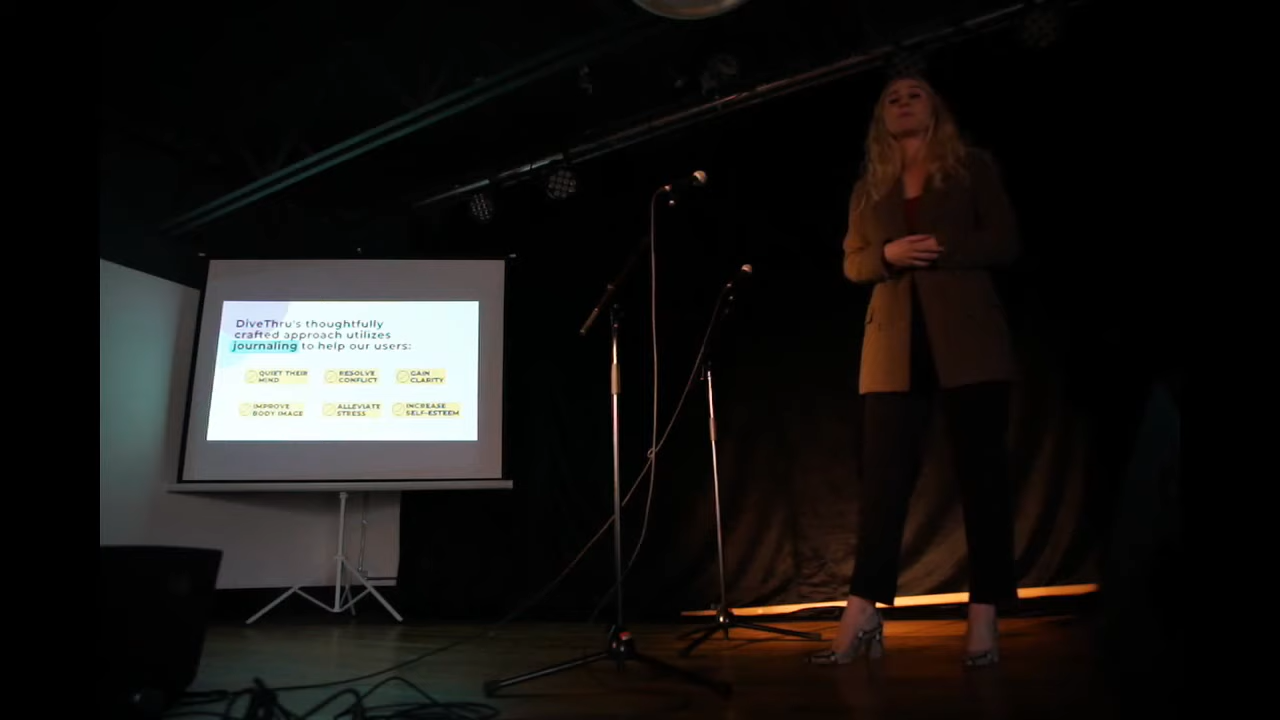 DiveThru's thoughtfully
crafted approach utilizes
journaling to help our users:
QUIET THEIR
MIND
RESOLVE
CONFLICT
GAIN
CLARITY
IMPROVE
BODY IMAGE
ALLEVIATE
STRESS
INCREASE
SELF-ESTEEM